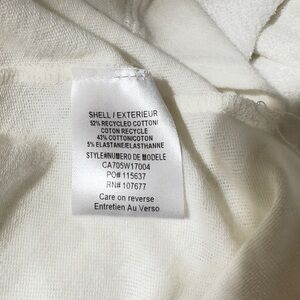 SHELL / EXTERIEUR
52% RECYCLED COTTON/
COTON RECYCLE
43% COTTON/COTON
5% ELASTANE/ELASTHANNE
STYLE#/NUMERO DE MODELE
CA705W17004
PO# 115637
RN# 107677
Care on reverse
Entretien Au Verso